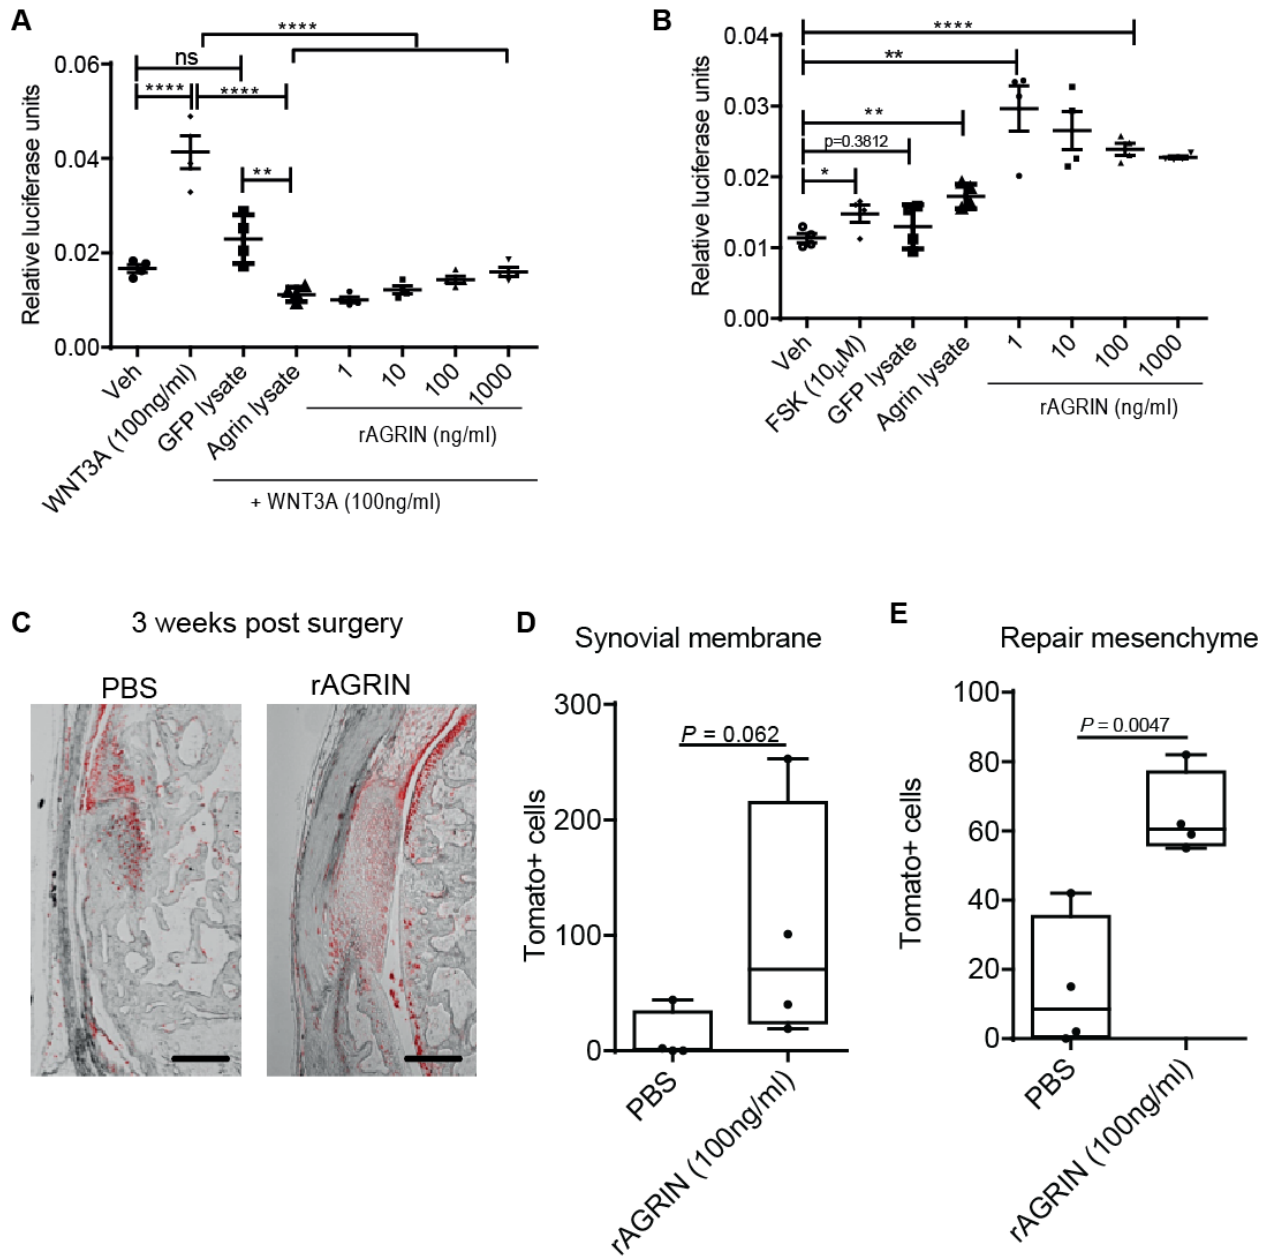 A
****
0.06
ns
**** ****
0.04
**
0.02
0.00
Relative luciferase units
Veh
WNT3A (100ng/ml)
GFP lysate
Agrin lysate
1
10
100
1000
rAGRIN (ng/ml)
+ WNT3A (100ng/ml)
B
****
0.04
**
0.03
**
p=0.3812
0.02
*
0.01
0.00
Relative luciferase units
Veh
FSK (10µM)
GFP lysate
Agrin lysate
1
10
100
1000
rAGRIN (ng/ml)
C
3 weeks post surgery
PBS
rAGRIN
D
Synovial membrane
300
P = 0.062
200
100
0
Tomato+ cells
PBS
rAGRIN (100ng/ml)
E
Repair mesenchyme
100
P = 0.0047
80
60
40
20
0
Tomato+ cells
PBS
rAGRIN (100ng/ml)